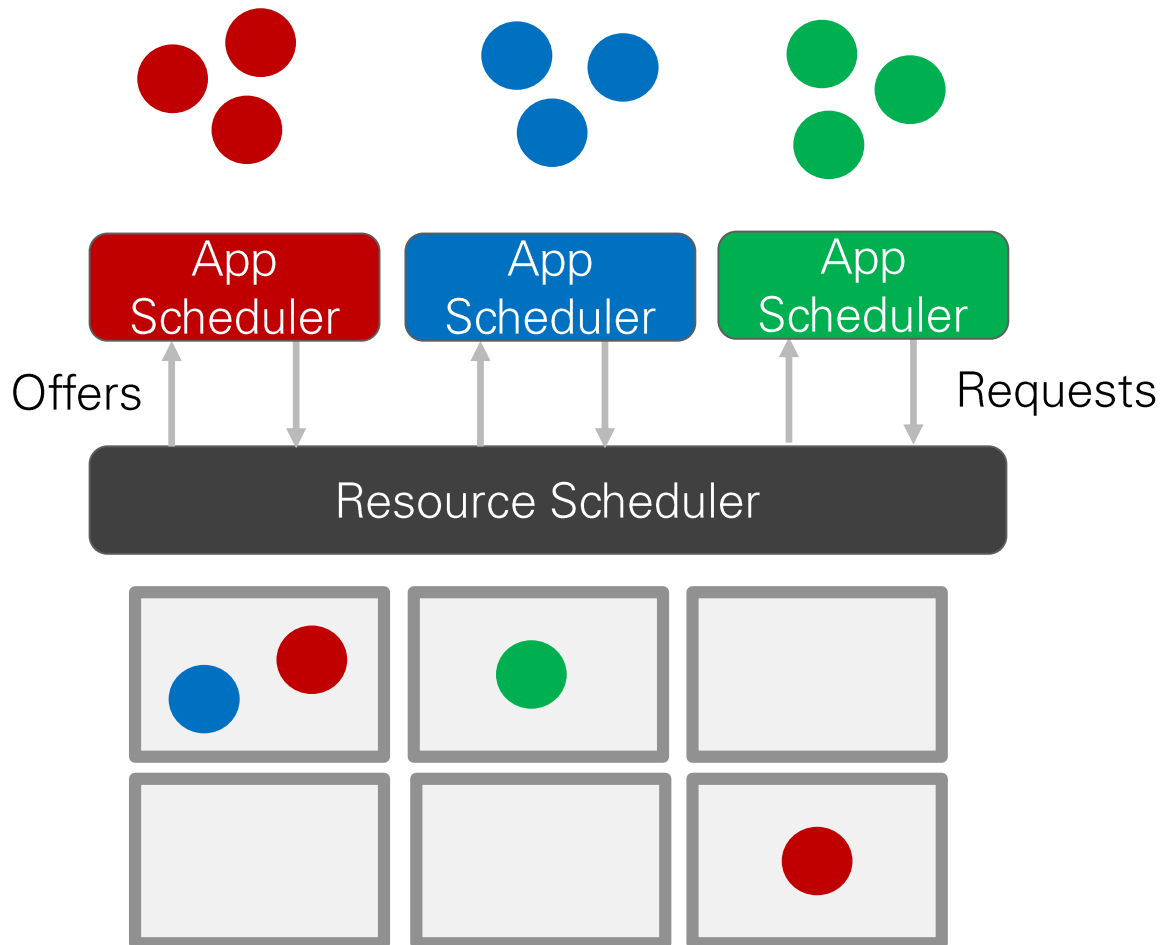 App
Scheduler
App
Scheduler
App
Scheduler
Offers
Requests
Resource Scheduler